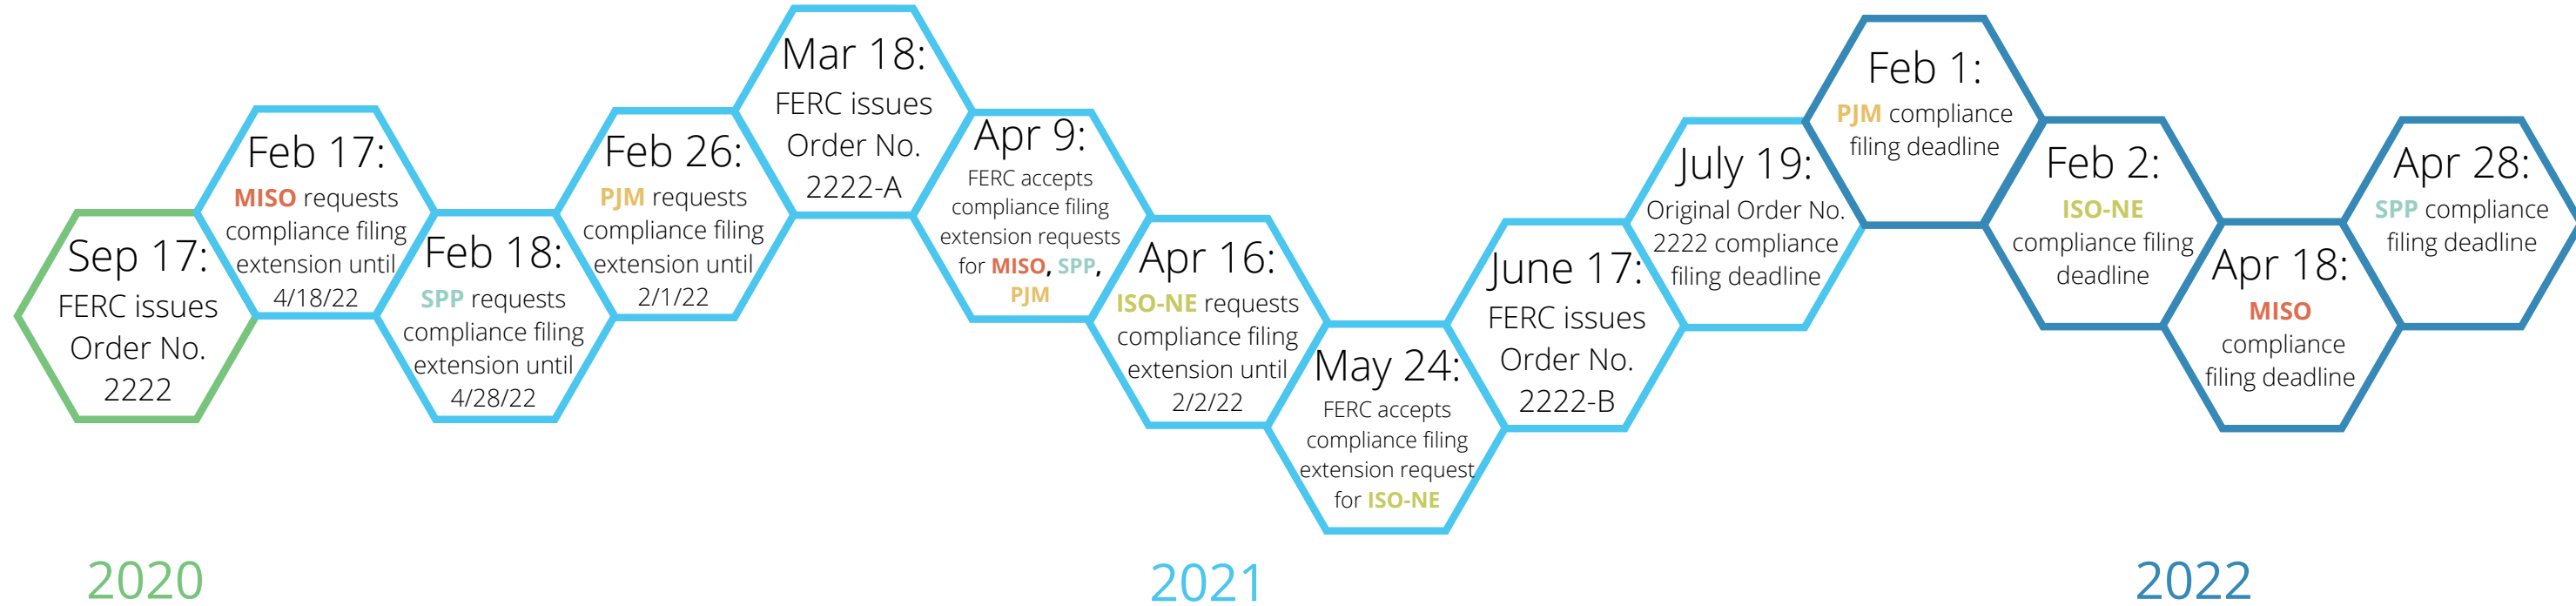 Sep 17:
FERC issues
Order No.
2222
Feb 17:
MISO requests
compliance filing
extension until
4/18/22
Feb 18:
SPP requests
compliance filing
extension until
4/28/22
Feb 26:
PJM requests
compliance filing
extension until
2/1/22
Mar 18:
FERC issues
Order No.
2222-A
Apr 9:
FERC accepts
compliance filing
extension requests
for MISO, SPP,
PJM
Apr 16:
ISO-NE requests
compliance filing
extension until
2/2/22
May 24:
FERC accepts
compliance filing
extension request
for ISO-NE
June 17:
FERC issues
Order No.
2222-B
July 19:
Original Order No.
2222 compliance
filing deadline
Feb 1:
PJM compliance
filing deadline
Feb 2:
ISO-NE
compliance filing
deadline
Apr 18:
MISO
compliance
filing deadline
Apr 28:
SPP compliance
filing deadline
2020
2021
2022